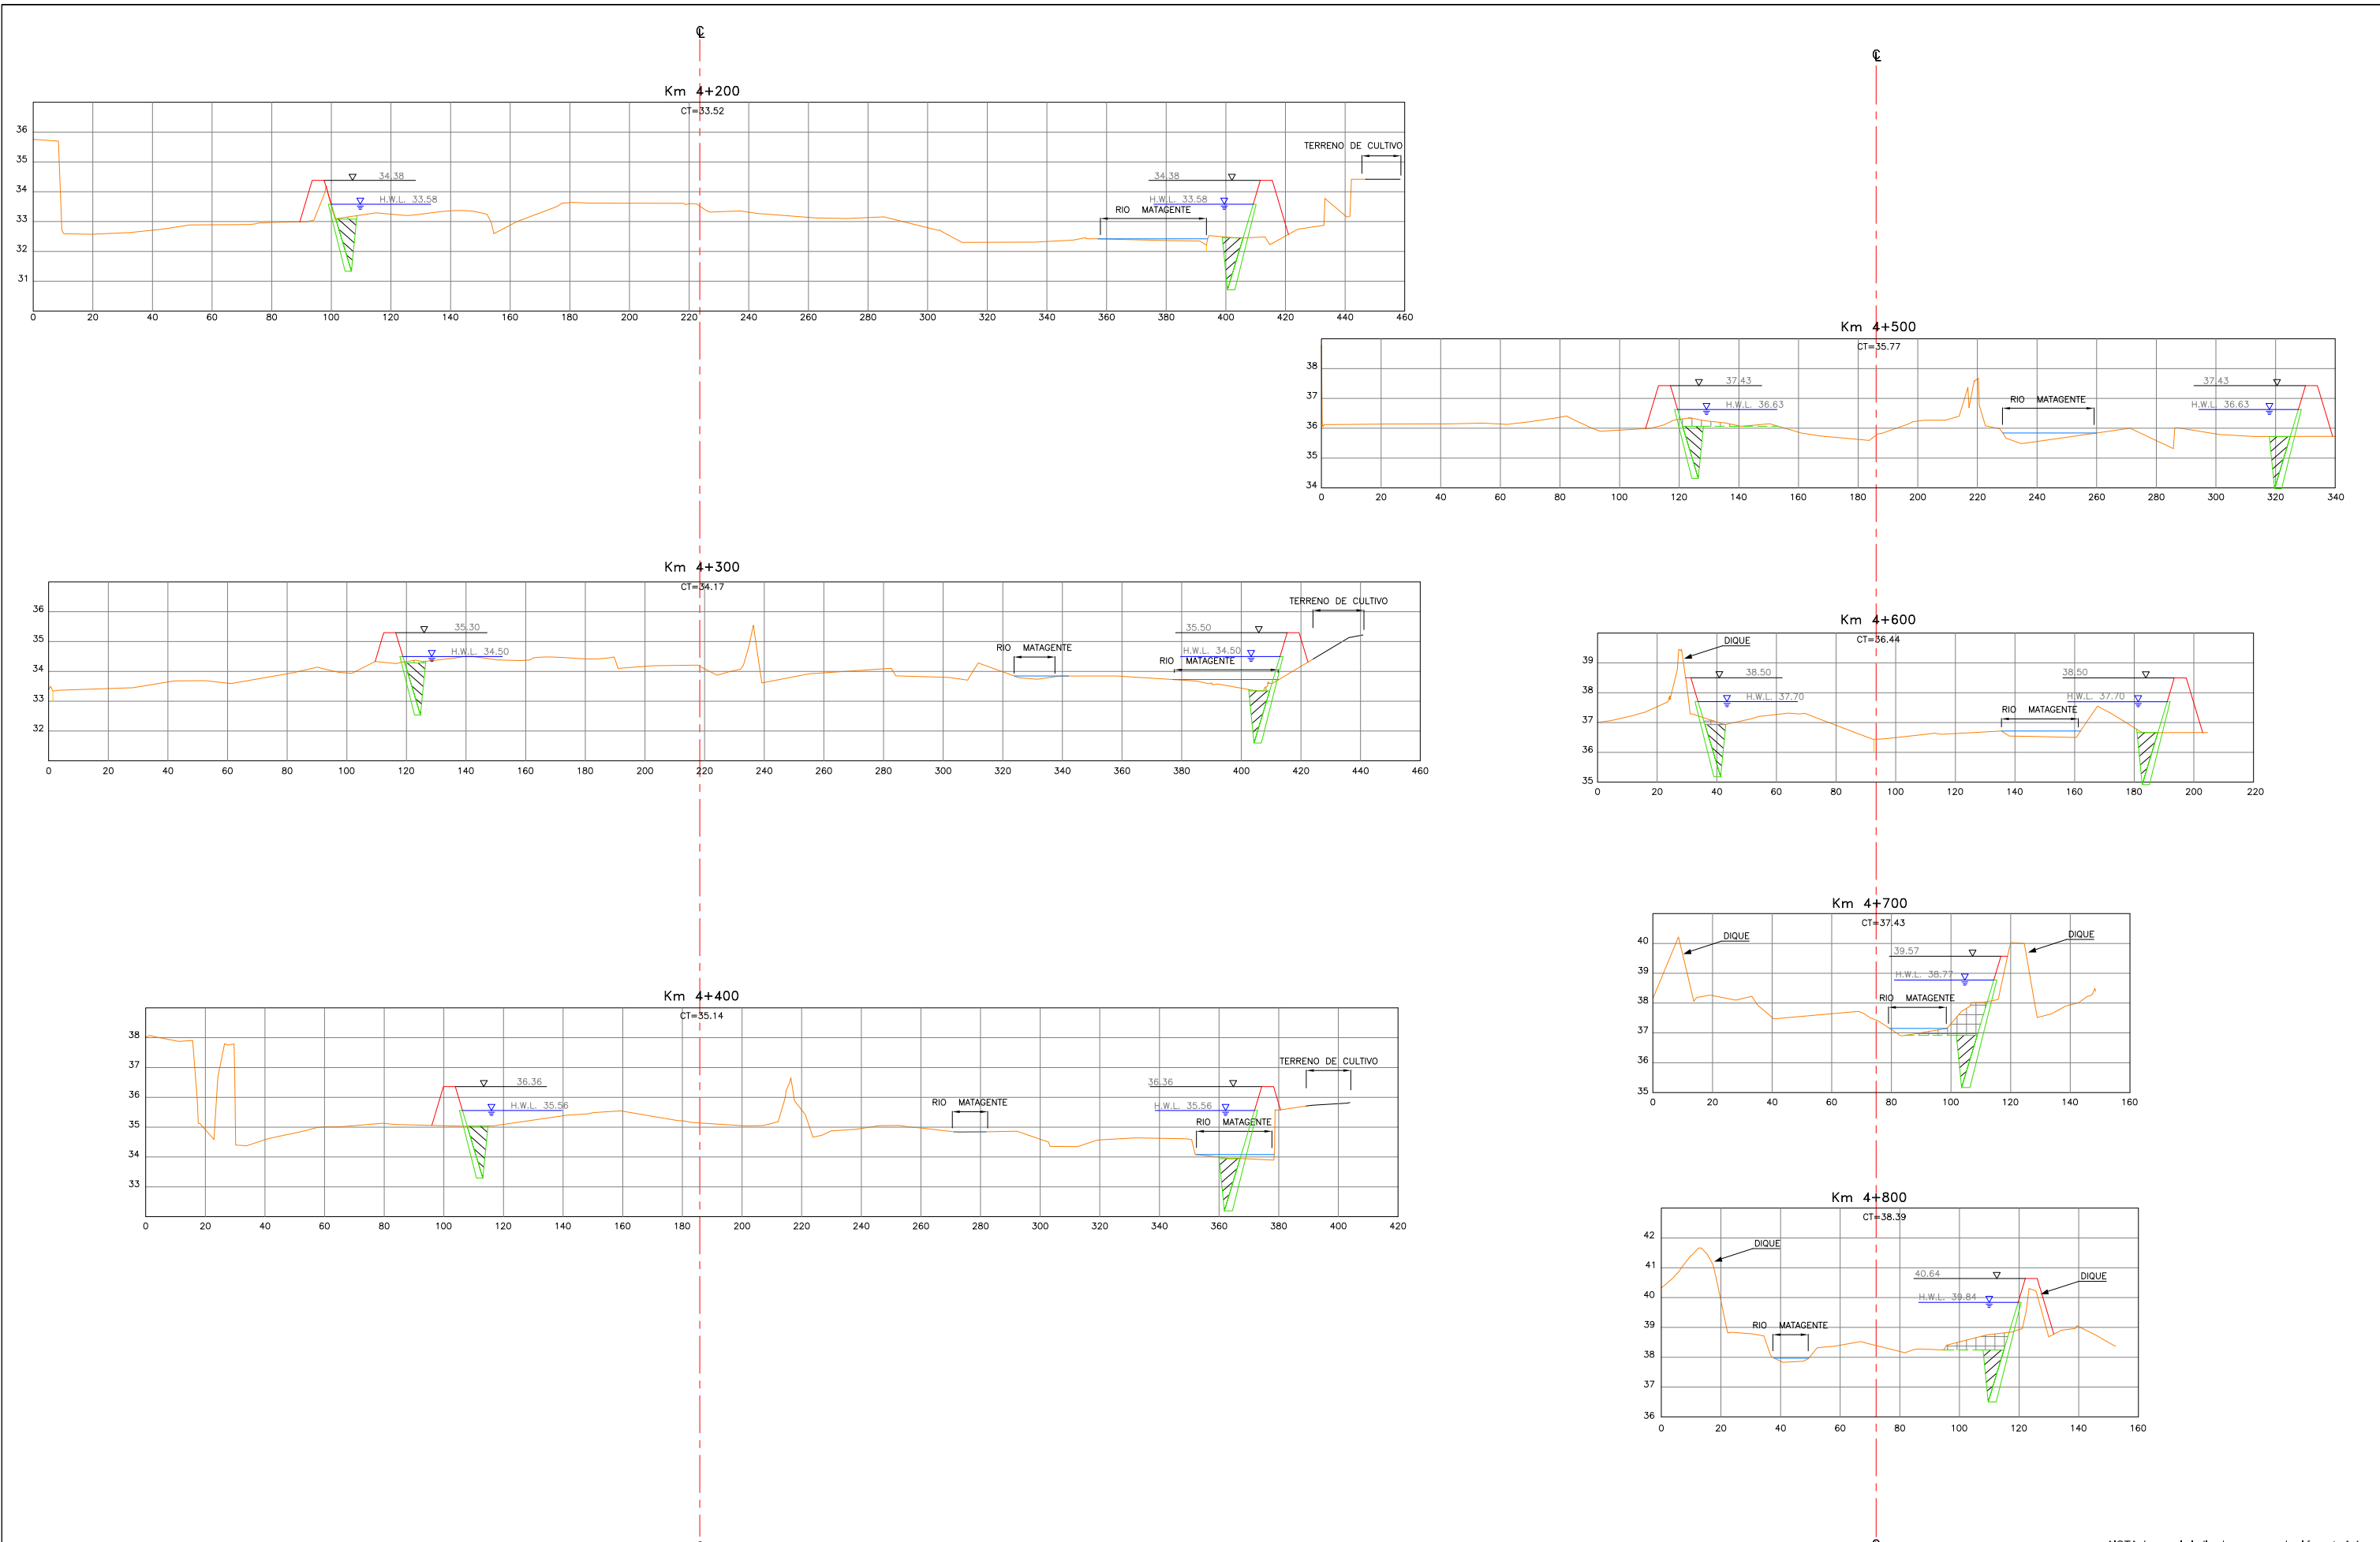 ℄
Km 4+200
CT=33.52
36
35
34
33
32
31
34.38
H.W.L. 33.58
34.38
H.W.L. 33.58
RIO MATAGENTE
TERRENO DE CULTIVO
0 20 40 60 80 100 120 140 160 180 200 220 240 260 280 300 320 340 360 380 400 420 440 460
Km 4+300
CT=34.17
36
35
34
33
32
35.30
H.W.L. 34.50
RIO MATAGENTE
35.50
H.W.L. 34.50
RIO MATAGENTE
TERRENO DE CULTIVO
0 20 40 60 80 100 120 140 160 180 200 220 240 260 280 300 320 340 360 380 400 420 440 460
Km 4+400
CT=35.14
38
37
36
35
34
33
36.36
H.W.L. 35.56
RIO MATAGENTE
36.36
H.W.L. 35.56
RIO MATAGENTE
TERRENO DE CULTIVO
0 20 40 60 80 100 120 140 160 180 200 220 240 260 280 300 320 340 360 380 400 420
℄
Km 4+500
CT=35.77
38
37
36
35
34
37.43
H.W.L. 36.63
RIO MATAGENTE
37.43
H.W.L. 36.63
0 20 40 60 80 100 120 140 160 180 200 220 240 260 280 300 320 340
Km 4+600
CT=36.44
39
38
37
36
35
DIQUE
38.50
H.W.L. 37.70
RIO MATAGENTE
38.50
H.W.L. 37.70
0 20 40 60 80 100 120 140 160 180 200 220
Km 4+700
CT=37.43
40
39
38
37
36
35
DIQUE
39.57
H.W.L. 38.77
RIO MATAGENTE
DIQUE
0 20 40 60 80 100 120 140 160
Km 4+800
CT=38.39
42
41
40
39
38
37
36
DIQUE
RIO MATAGENTE
40.64
H.W.L. 39.84
DIQUE
0 20 40 60 80 100 120 140 160